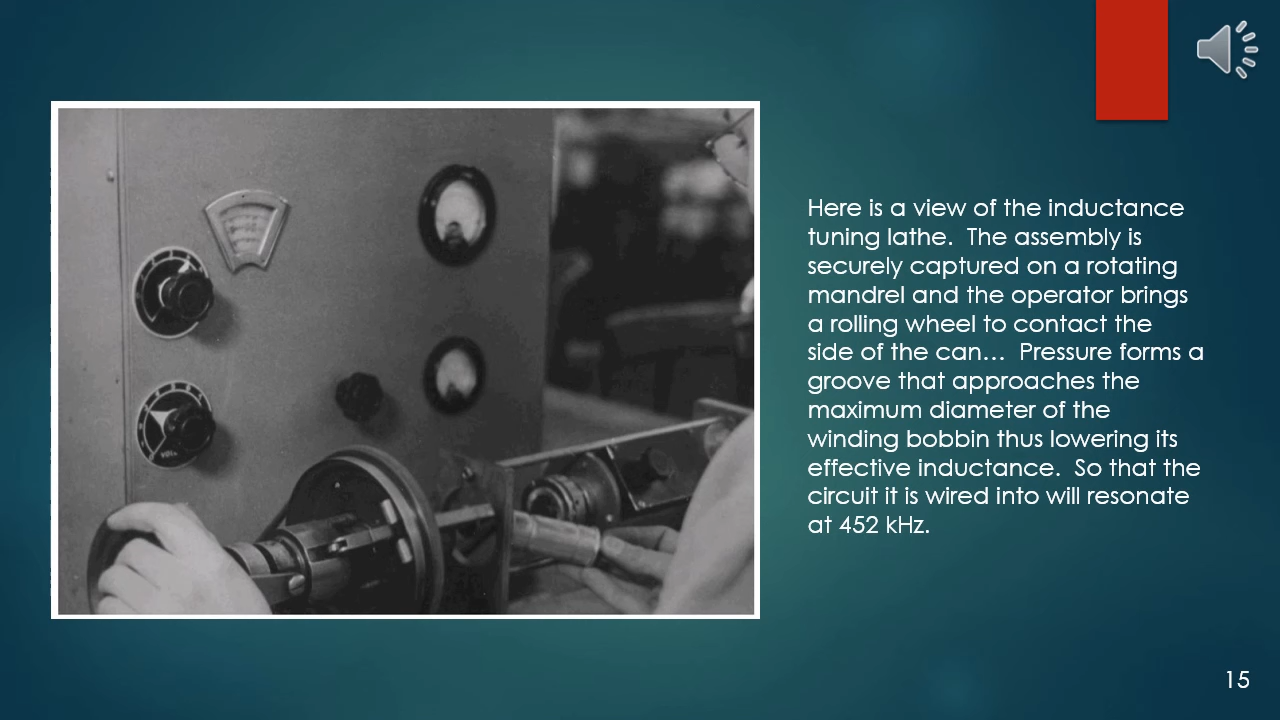 Here is a view of the inductance
tuning lathe.  The assembly is
securely captured on a rotating
mandrel and the operator brings
a rolling wheel to contact the
side of the can…  Pressure forms a
groove that approaches the
maximum diameter of the
winding bobbin thus lowering its
effective inductance.  So that the
circuit it is wired into will resonate
at 452 kHz.
15